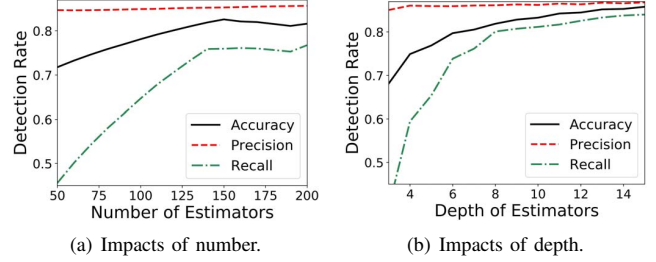 Detection Rate
0.8
0.7
0.6
0.5
50 75 100 125 150 175 200
Number of Estimators
Accuracy
Precision
Recall
(a) Impacts of number.
Detection Rate
0.8
0.7
0.6
0.5
4 6 8 10 12 14
Depth of Estimators
Accuracy
Precision
Recall
(b) Impacts of depth.